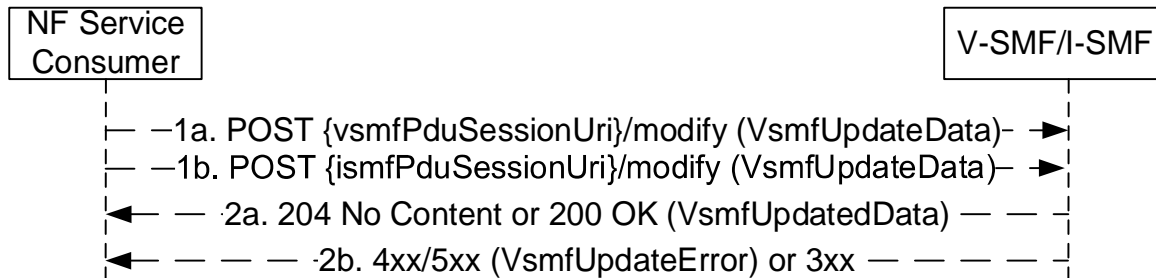 NF Service
Consumer
V-SMF/I-SMF
1a. POST {vsmfPduSessionUri}/modify (VsmfUpdateData)
1b. POST {ismfPduSessionUri}/modify (VsmfUpdateData)
2a. 204 No Content or 200 OK (VsmfUpdatedData)
2b. 4xx/5xx (VsmfUpdateError) or 3xx